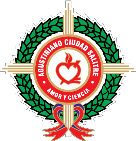 AGUSTINIANO CIUDAD SALITRE
AMOR Y CIENCIA